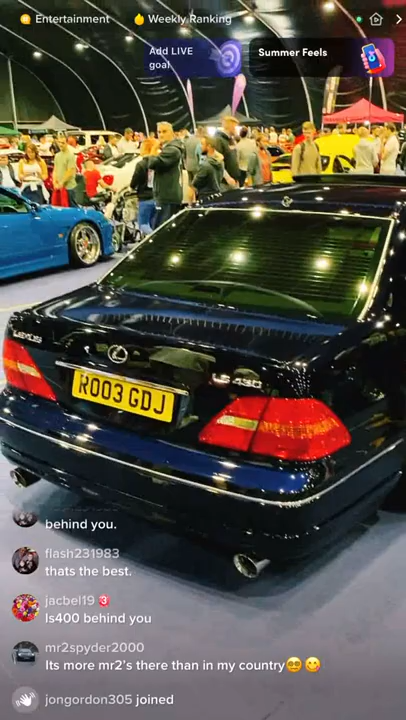 Entertainment
Weekly Ranking
Add LIVE
goal
Summer Feels
LEXUS
LS 430
R003 GDJ
behind you.
flash231983
thats the best.
jacbel19
ls400 behind you
mr2spyder2000
Its more mr2's there than in my country
jongordon305 joined